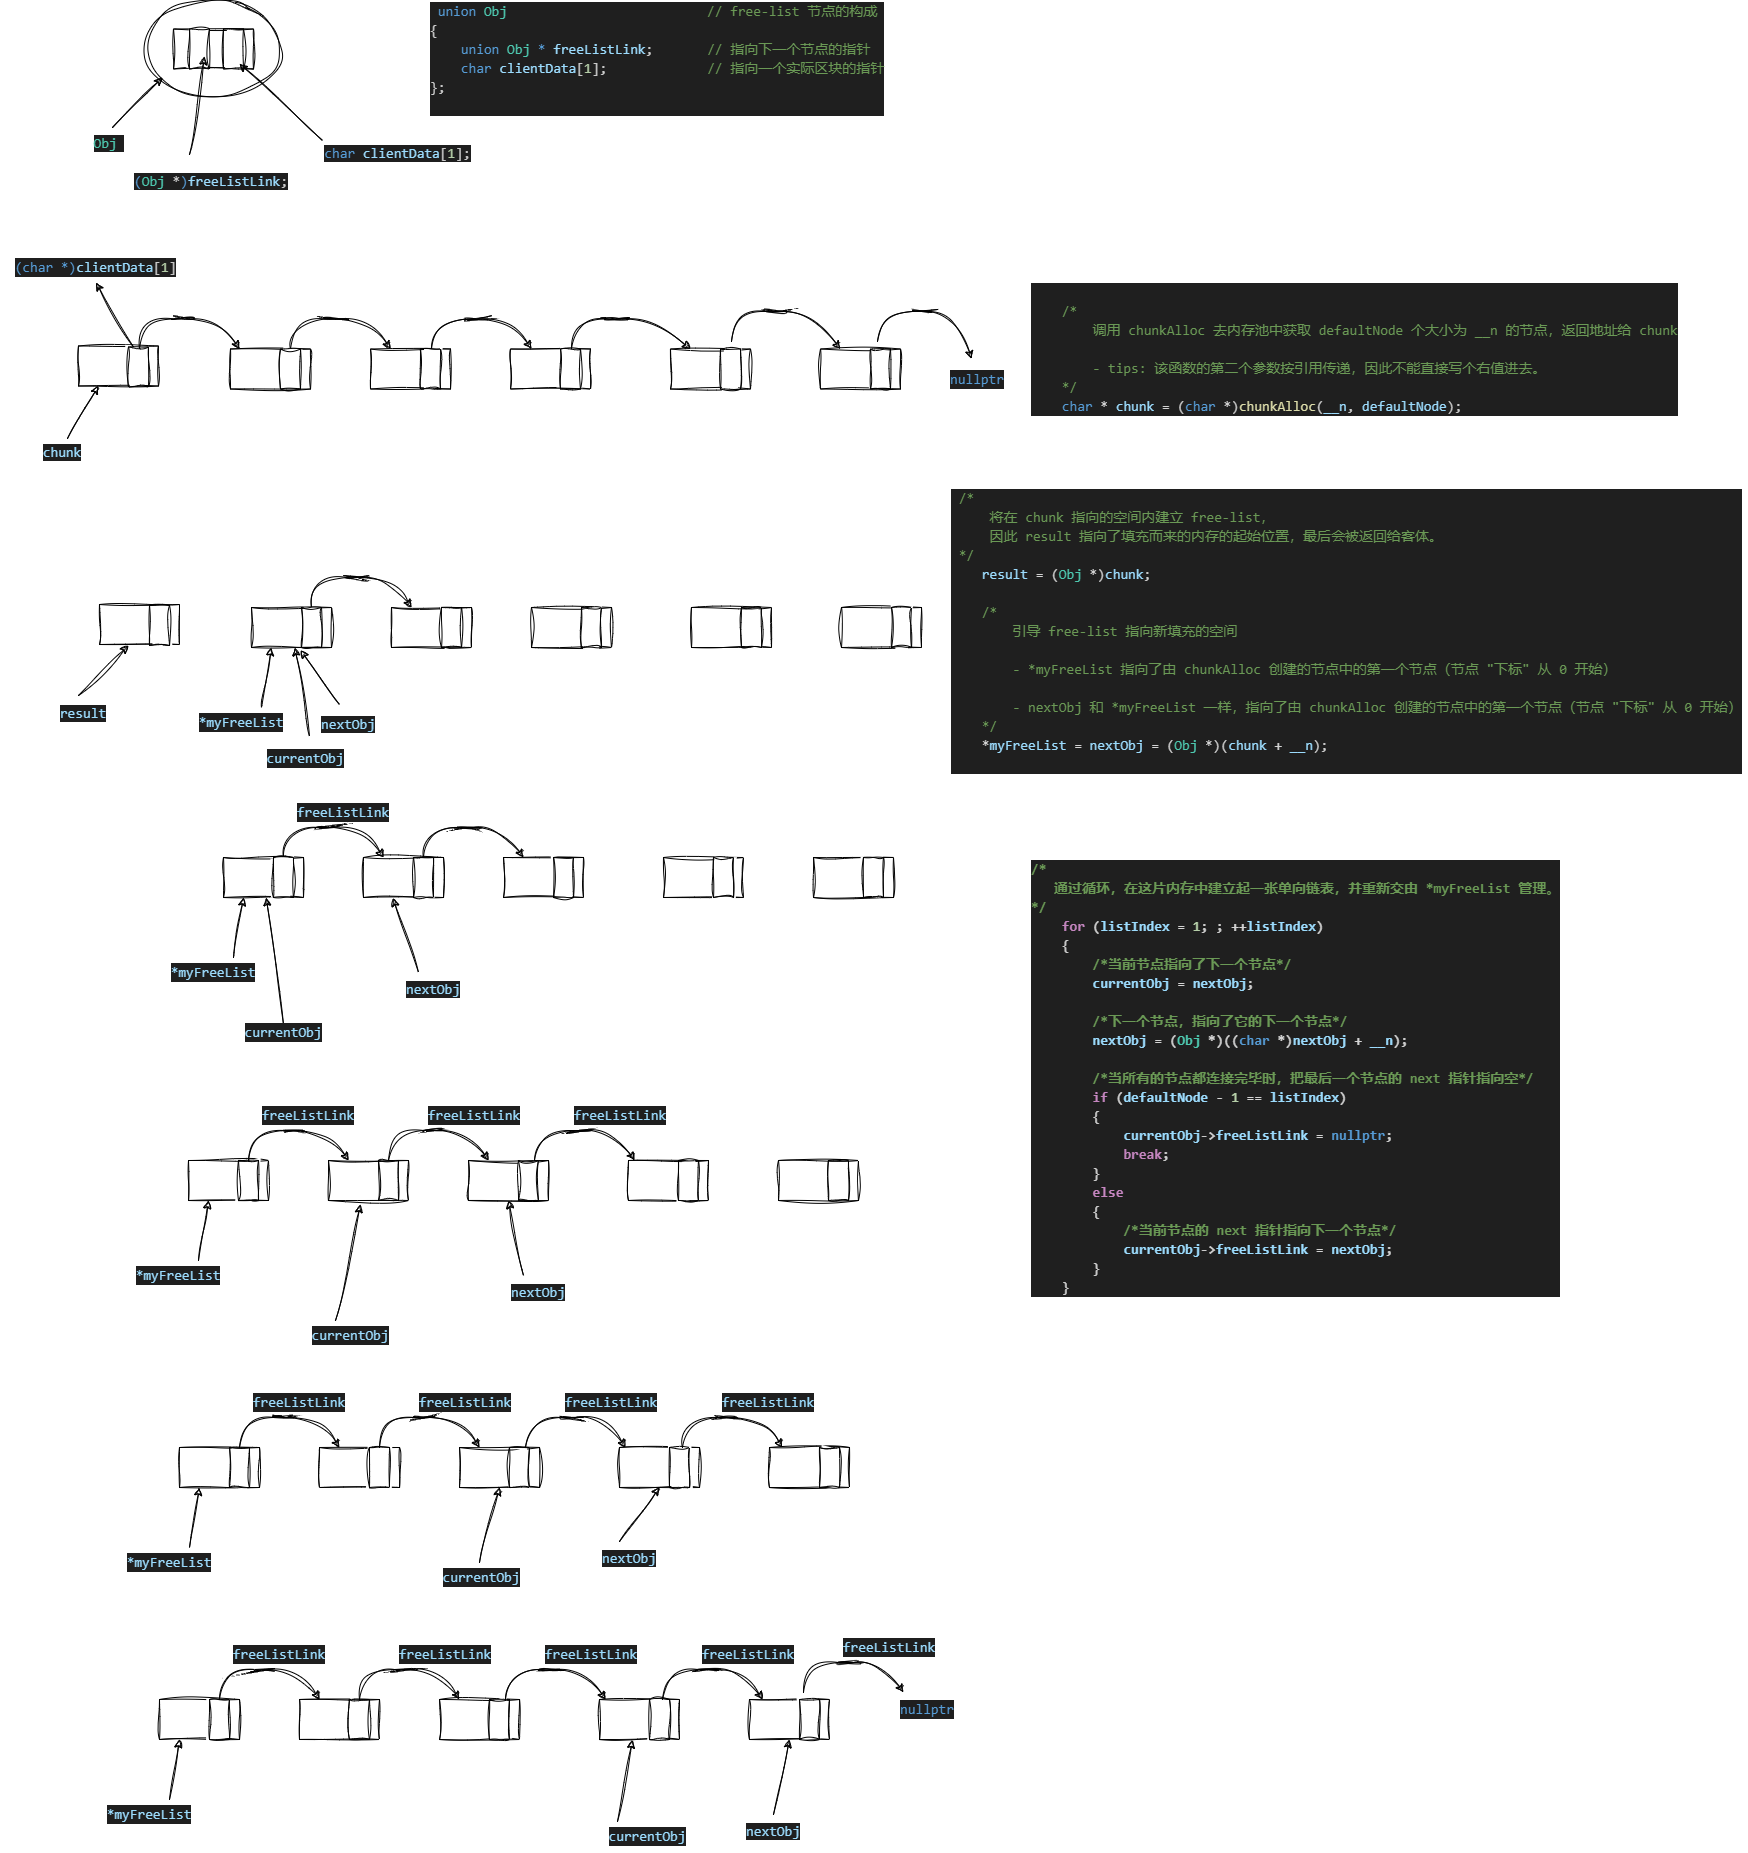 union Obj // free-list 节点的构成
{
union Obj * freeListLink; // 指向下一个节点的指针
char clientData[1]; // 指向一个实际区块的指针
};
Obj
char clientData[1];
(Obj *)freeListLink;
(char *)clientData[1]
nullptr
chunk
/*
调用 chunkAlloc 去内存池中获取 defaultNode 个大小为 __n 的节点，返回地址给 chunk
- tips: 该函数的第二个参数按引用传递，因此不能直接写个右值进去。
*/
char * chunk = (char *)chunkAlloc(__n, defaultNode);
result
*myFreeList
nextObj
currentObj
/*
将在 chunk 指向的空间内建立 free-list，
因此 result 指向了填充而来的内存的起始位置，最后会被返回给客体。
*/
result = (Obj *)chunk;
/*
引导 free-list 指向新填充的空间
- *myFreeList 指向了由 chunkAlloc 创建的节点中的第一个节点（节点 "下标" 从 0 开始）
- nextObj 和 *myFreeList 一样，指向了由 chunkAlloc 创建的节点中的第一个节点（节点 "下标" 从 0 开始）
*/
*myFreeList = nextObj = (Obj *)(chunk + __n);
freeListLink
*myFreeList
nextObj
currentObj
/*
通过循环，在这片内存中建立起一张单向链表，并重新交由 *myFreeList 管理。
*/
for (listIndex = 1; ; ++listIndex)
{
/*当前节点指向了下一个节点*/
currentObj = nextObj;
/*下一个节点，指向了它的下一个节点*/
nextObj = (Obj *)((char *)nextObj + __n);
/*当所有的节点都连接完毕时，把最后一个节点的 next 指针指向空*/
if (defaultNode - 1 == listIndex)
{
currentObj->freeListLink = nullptr;
break;
}
else
{
/*当前节点的 next 指针指向下一个节点*/
currentObj->freeListLink = nextObj;
}
}
freeListLink freeListLink freeListLink
*myFreeList
nextObj
currentObj
freeListLink freeListLink freeListLink freeListLink
*myFreeList
nextObj
currentObj
freeListLink freeListLink freeListLink freeListLink freeListLink
nullptr
*myFreeList
nextObj
currentObj